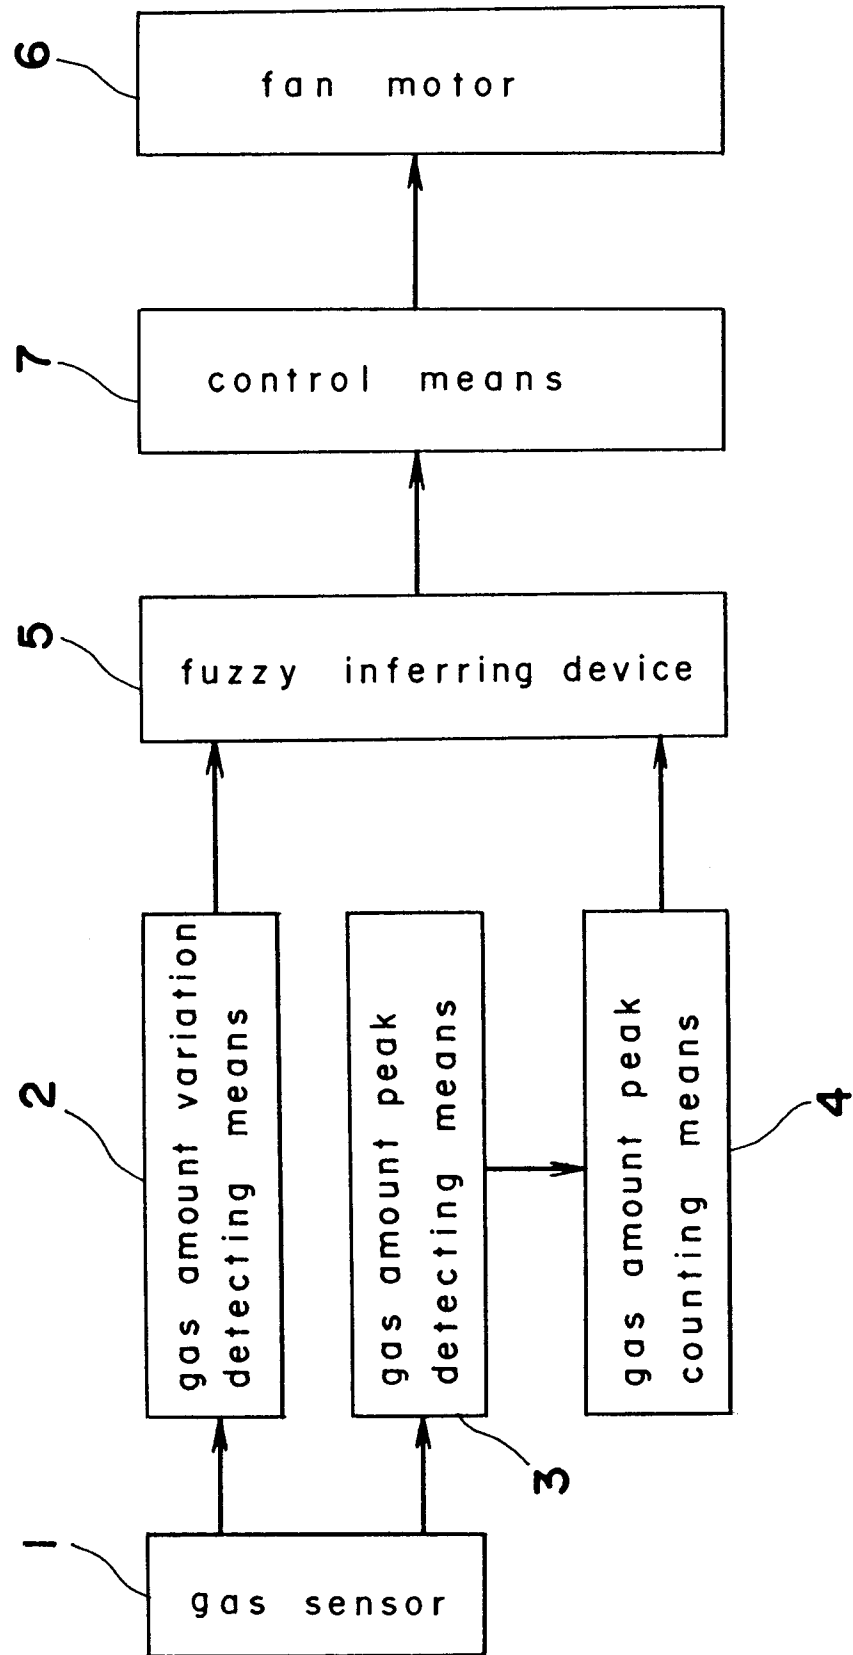 6
fan motor
7
control means
5
fuzzy inferring device
2
gas amount variation
detecting means
gas amount peak
detecting means
3
gas amount peak
counting means
4
1
gas sensor